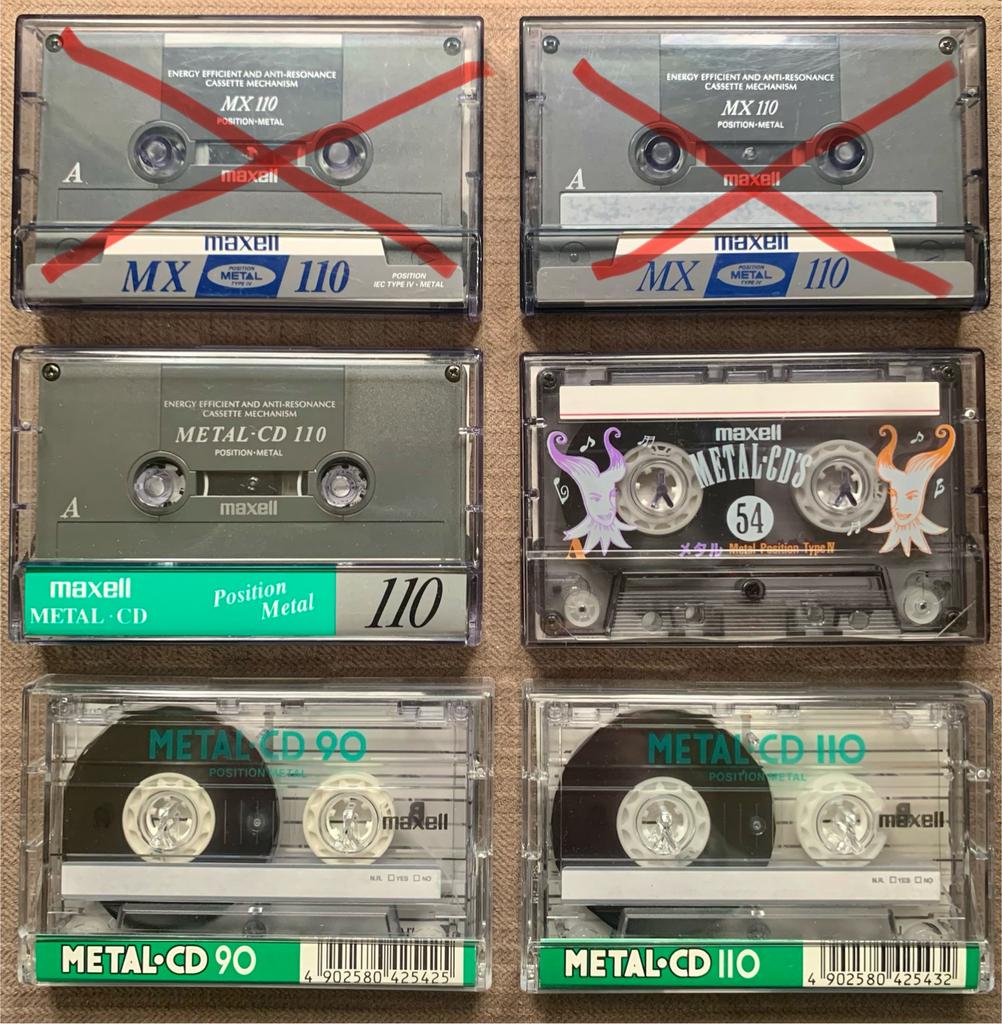 ENERGY EFFICIENT AND ANTI-RESONANCE
CASSETTE MECHANISM
MX 110
POSITION•METAL
maxell
A
maxell
MX
POSITION
METAL
TYPE IV
110
POSITION
IEC TYPE IV • METAL
ENERGY EFFICIENT AND ANTI-RESONANCE
CASSETTE MECHANISM
MX 110
POSITION•METAL
maxell
A
maxell
MX
POSITION
METAL
TYPE IV
110
ENERGY EFFICIENT AND ANTI-RESONANCE
CASSETTE MECHANISM
METAL-CD 110
POSITION•METAL
A
maxell
maxell
METAL · CD
Position
Metal
110
maxell
METAL•CD'S
54
A
メタル Metal Position Type IV
METAL•CD 90
POSITION METAL
maxell
N.R. □ YES □ NO
METAL•CD 90
4 902580 425425
METAL•CD 110
POSITION METAL
maxell
N.R. □ YES □ NO
METAL•CD 110
4 902580 425432